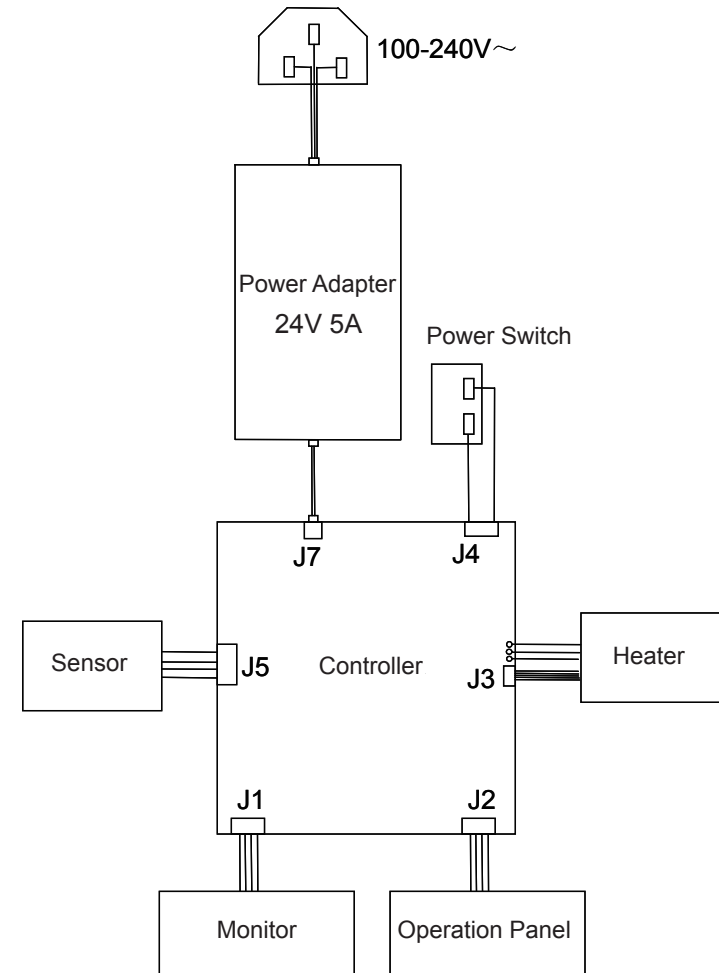 100-240V～
Power Adapter
24V 5A
Power Switch
J7
J4
Sensor
J5
Controller
J3
Heater
J1
J2
Monitor
Operation Panel